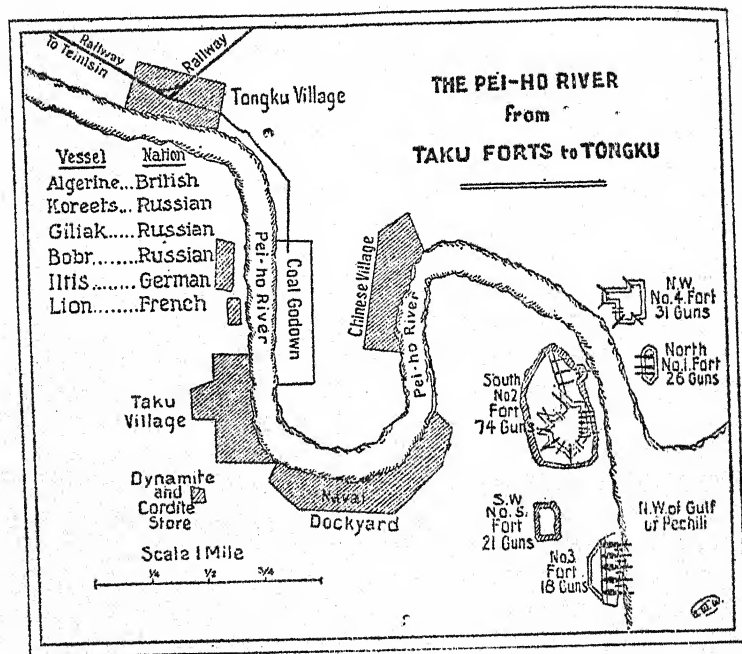 THE PEI-HO RIVER
from
TAKU FORTS to TONGKU
Railway
To Teintsin
Railway
Tongku Village
Vessel Nation
Algerine...British
Koreets...Russian
Giliak.....Russian
Bobr.......Russian
Iltis.......German
Lion........French
Pei-ho River
Coal Godown
Chinese Village
Pei-ho River
N.W.
No.4.Fort
31 Guns
North
No.1.Fort
26 Guns
South
No2
Fort
74 Guns
Taku
Village
Dynamite
and
Cordite
Store
Naval
Dockyard
S.W
No.5.
Fort
21 Guns
No3
Fort
18 Guns
N.W. of Gulf
of Pechili
Scale 1 Mile
1/4 1/2 3/4